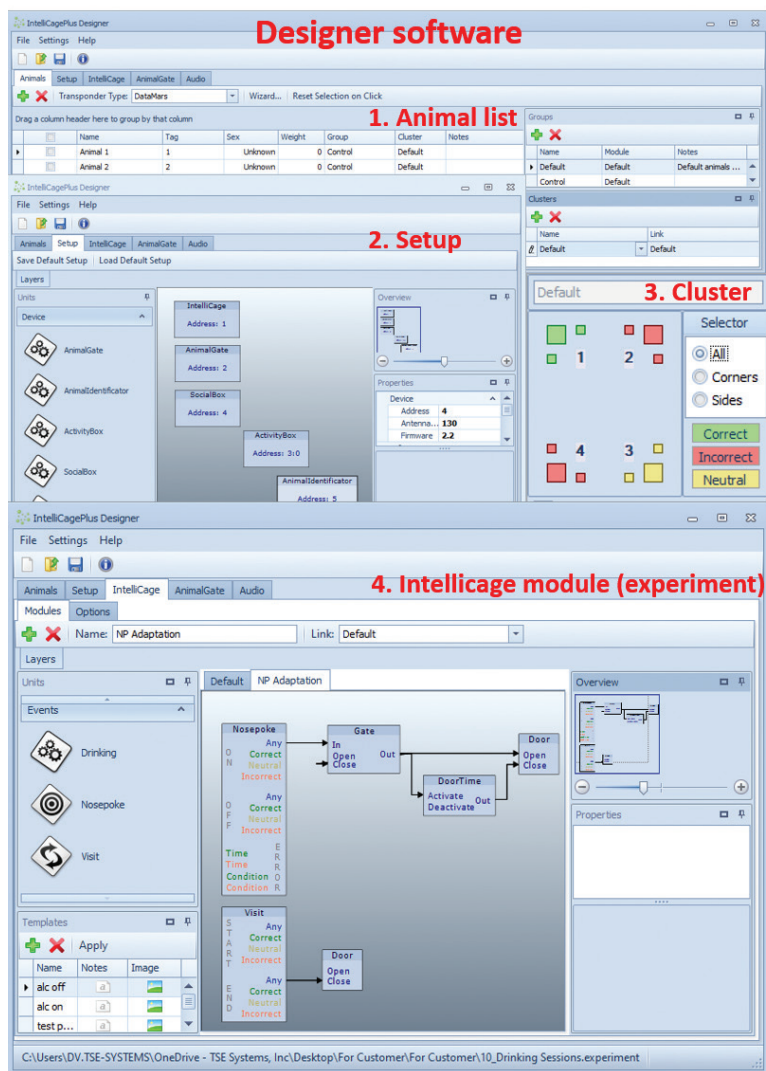 IntelliCagePlus Designer
Designer software
File Settings Help
Animals Setup IntelliCage AnimalGate Audio
Transponder Type: DataMars Wizard... Reset Selection on Click
Drag a column header here to group by that column
1. Animal list
Name Tag Sex Weight Group Cluster Notes
Animal 1 1 Unknown 0 Control Default
Animal 2 2 Unknown 0 Control Default
Groups
Name Module Notes
Default Default Default animals ...
Control Default
Clusters
Name Link
Default Default
IntelliCagePlus Designer
File Settings Help
Animals Setup IntelliCage AnimalGate Audio
2. Setup
Save Default Setup Load Default Setup
Layers
Units
Device
AnimalGate
AnimalIdentificator
ActivityBox
SocialBox
IntelliCage
Address: 1
AnimalGate
Address: 2
SocialBox
Address: 4
ActivityBox
Address: 3:0
AnimalIdentificator
Address: 5
Overview
Properties
Device
Address 4
Antenna... 130
Firmware 2.2
Default
3. Cluster
1 2
4 3
Selector
All
Corners
Sides
Correct
Incorrect
Neutral
IntelliCagePlus Designer
File Settings Help
Animals Setup IntelliCage AnimalGate Audio
4. Intellicage module (experiment)
Modules Options
Name: NP Adaptation Link: Default
Layers
Units
Events
Drinking
Nosepoke
Visit
Templates
Apply
Name Notes Image
alc off
alc on
test p...
Default NP Adaptation
Nosepoke
ON
Any
Correct
Neutral
Incorrect
OFF
Any
Correct
Neutral
Incorrect
ERROR
Time
Time
Condition
Condition
Gate
In
Open Out
Close
DoorTime
Activate Out
Deactivate
Door
Open
Close
Visit
START
Any
Correct
Neutral
Incorrect
END
Any
Correct
Neutral
Incorrect
Door
Open
Close
Overview
Properties
C:\Users\DV.TSE-SYSTEMS\OneDrive - TSE Systems, Inc\Desktop\For Customer\For Customer\10_Drinking Sessions.experiment